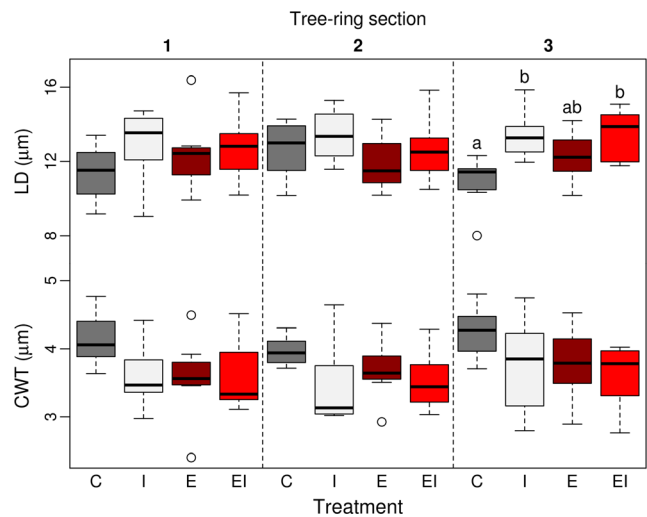 Tree-ring section
1 2 3
16
12
8
LD (μm)
b
a
ab
b
5
4
3
CWT (μm)
C I E EI C I E EI C I E EI
Treatment